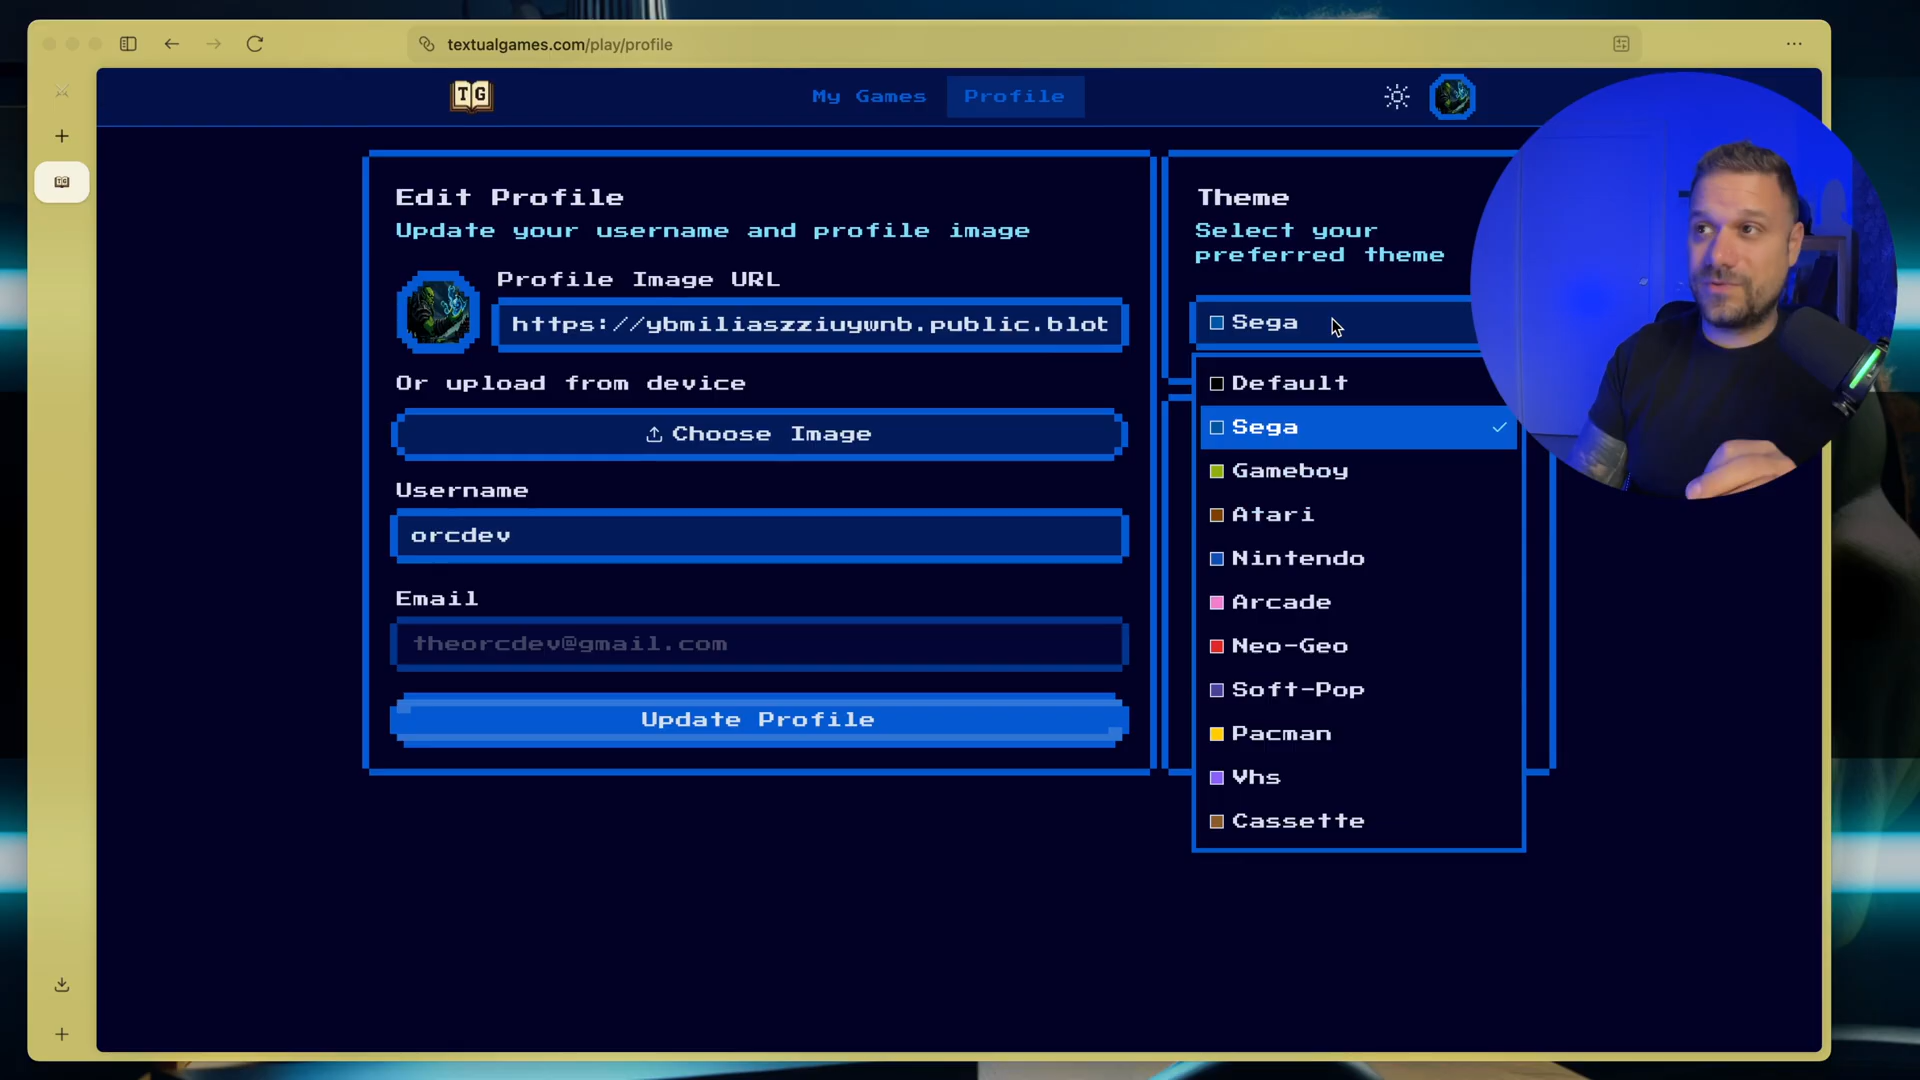 textualgames.com/play/profile
TG
My Games
Profile
Edit Profile
Update your username and profile image
Profile Image URL
https://ybmiliaszziuywnb.public.blot
Or upload from device
Choose Image
Username
orcdev
Email
theorcdev@gmail.com
Update Profile
Theme
Select your
preferred theme
Sega
Default
Sega
Gameboy
Atari
Nintendo
Arcade
Neo-Geo
Soft-Pop
Pacman
Vhs
Cassette